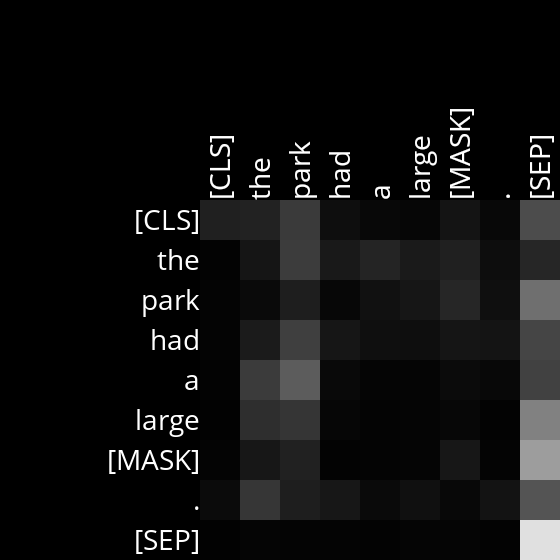 [CLS] the park had a large [MASK] . [SEP]
[CLS]
the
park
had
a
large
[MASK]
.
[SEP]